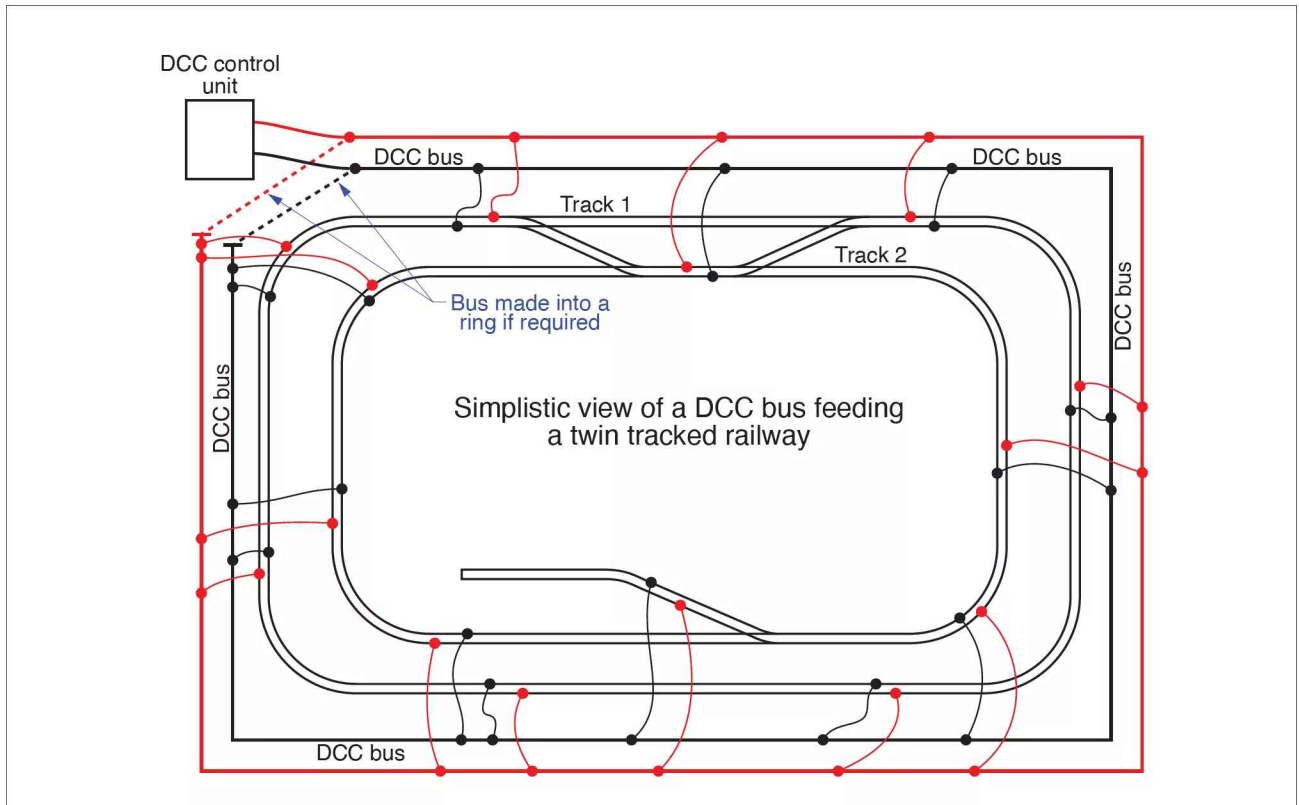 DCC control
unit
DCC bus
DCC bus
Track 1
Track 2
Bus made into a
ring if required
DCC bus
DCC bus
Simplistic view of a DCC bus feeding
a twin tracked railway
DCC bus